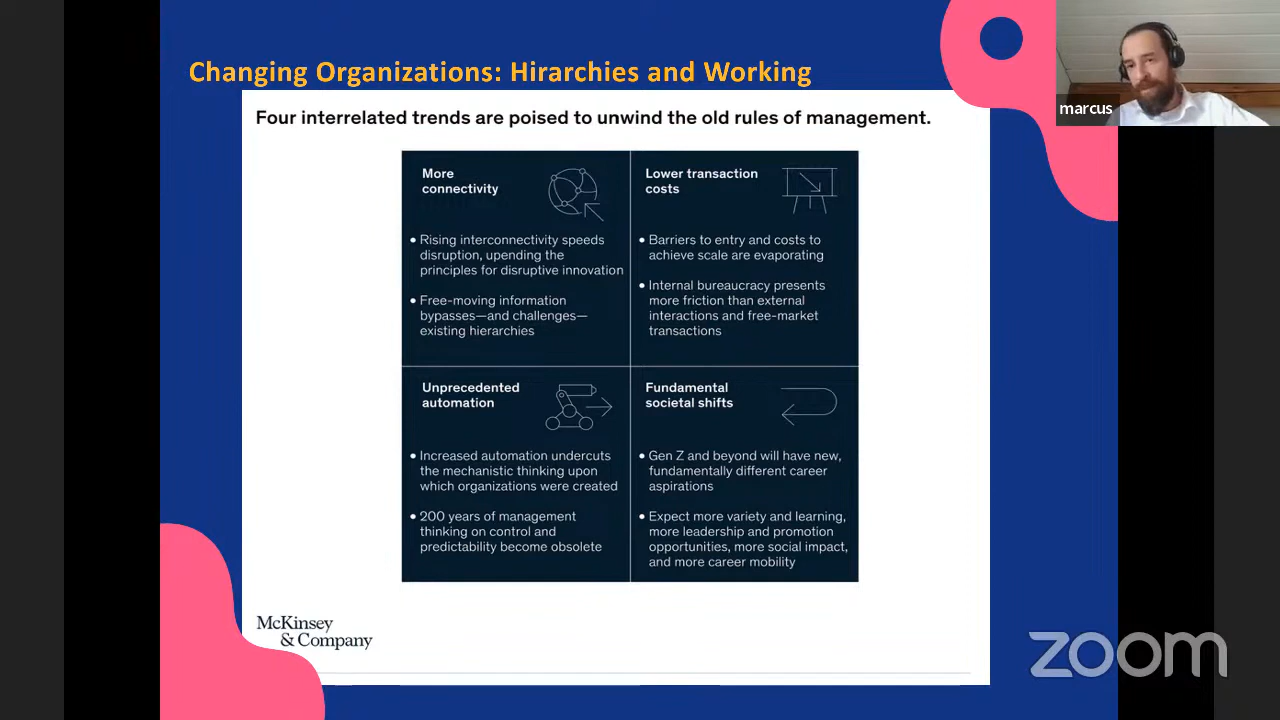 Changing Organizations: Hirarchies and Working
marcus
Four interrelated trends are poised to unwind the old rules of management.
More
connectivity
• Rising interconnectivity speeds
disruption, upending the
principles for disruptive innovation
• Free-moving information
bypasses—and challenges—
existing hierarchies
Lower transaction
costs
• Barriers to entry and costs to
achieve scale are evaporating
• Internal bureaucracy presents
more friction than external
interactions and free-market
transactions
Unprecedented
automation
• Increased automation undercuts
the mechanistic thinking upon
which organizations were created
• 200 years of management
thinking on control and
predictability become obsolete
Fundamental
societal shifts
• Gen Z and beyond will have new,
fundamentally different career
aspirations
• Expect more variety and learning,
more leadership and promotion
opportunities, more social impact,
and more career mobility
McKinsey
& Company
zoom